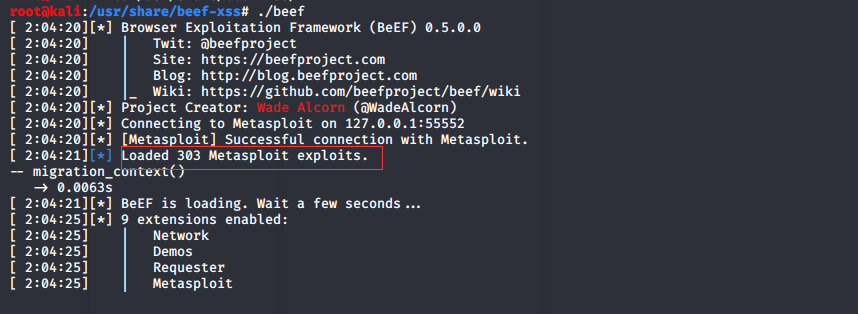 root@kali:/usr/share/beef-xss# ./beef
[ 2:04:20][*] Browser Exploitation Framework (BeEF) 0.5.0.0
[ 2:04:20]    |   Twit: @beefproject
[ 2:04:20]    |   Site: https://beefproject.com
[ 2:04:20]    |   Blog: http://blog.beefproject.com
[ 2:04:20]    |_  Wiki: https://github.com/beefproject/beef/wiki
[ 2:04:20][*] Project Creator: Wade Alcorn (@WadeAlcorn)
[ 2:04:20][*] Connecting to Metasploit on 127.0.0.1:55552
[ 2:04:20][*] [Metasploit] Successful connection with Metasploit.
[ 2:04:21][*] Loaded 303 Metasploit exploits.
-- migration_context()
   → 0.0063s
[ 2:04:21][*] BeEF is loading. Wait a few seconds...
[ 2:04:25][*] 9 extensions enabled:
[ 2:04:25]    |   Network
[ 2:04:25]    |   Demos
[ 2:04:25]    |   Requester
[ 2:04:25]    |   Metasploit